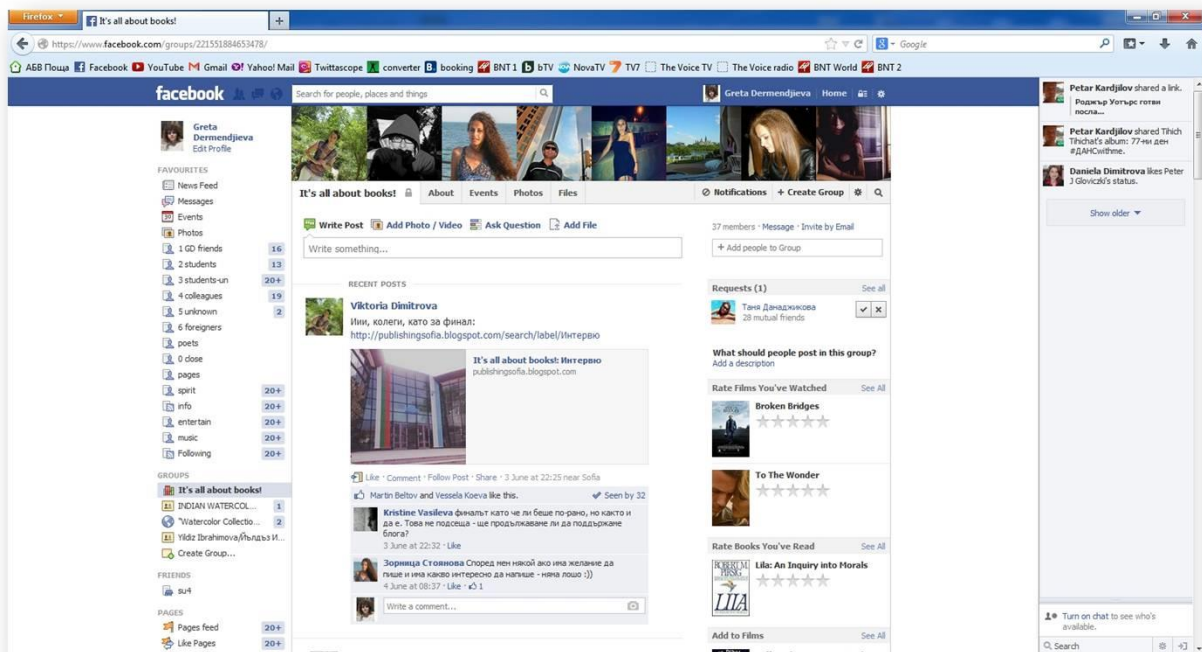 Firefox
It's all about books!
https://www.facebook.com/groups/221551884653478/
Google
АБВ Поща Facebook YouTube Gmail Yahoo! Mail Twittascope converter booking BNT 1 bTV NovaTV TV7 The Voice TV The Voice radio BNT World BNT 2
facebook
Search for people, places and things
Greta Dermendjieva Home
Greta
Dermendjieva
Edit Profile
FAVOURITES
News Feed
Messages
Events
Photos
1 GD friends 16
2 students 13
3 students-un 20+
4 colleagues 19
5 unknown 2
6 foreigners
poets
0 close
pages
spirit 20+
info 20+
entertain 20+
music 20+
Following 20+
GROUPS
It's all about books!
INDIAN WATERCOL... 1
"Watercolor Collectio... 2
Yildiz Ibrahimova/Йълдъз И...
Create Group...
FRIENDS
su4
PAGES
Pages feed 20+
Like Pages 20+
It's all about books! About Events Photos Files
Notifications + Create Group
Write Post Add Photo / Video Ask Question Add File
Write something...
RECENT POSTS
Viktoria Dimitrova
Иии, колеги, като за финал:
http://publishingsofia.blogspot.com/search/label/Интервю
It's all about books!: Интервю
publishingsofia.blogspot.com
Like · Comment · Follow Post · Share · 3 June at 22:25 near Sofia
Martin Beltov and Vessela Koeva like this. Seen by 32
Kristine Vasileva финалът като че ли беше по-рано, но както и
да е. Това не подсеща - ще продължаваме ли да поддържаме
блога?
3 June at 22:32 · Like
Зорница Стоянова Според мен някой ако има желание да
пише и има какво интересно да напише - няма лошо :))
4 June at 08:37 · Like · 1
Write a comment...
37 members · Message · Invite by Email
+ Add people to Group
Requests (1) See all
Таня Данаджикова
28 mutual friends
What should people post in this group?
Add a description
Rate Films You've Watched See All
Broken Bridges
To The Wonder
Rate Books You've Read See All
ROBERT M.
PIRSIG
LILA
Lila: An Inquiry into Morals
Add to Films See All
Petar Kardjilov shared a link.
Роджър Уотърс готви
посла...
Petar Kardjilov shared Tihich
Tihichat's album: 77-ми ден
#ДАНСwithme.
Daniela Dimitrova likes Peter
J Gloviczki's status.
Show older
Turn on chat to see who's
available.
Search